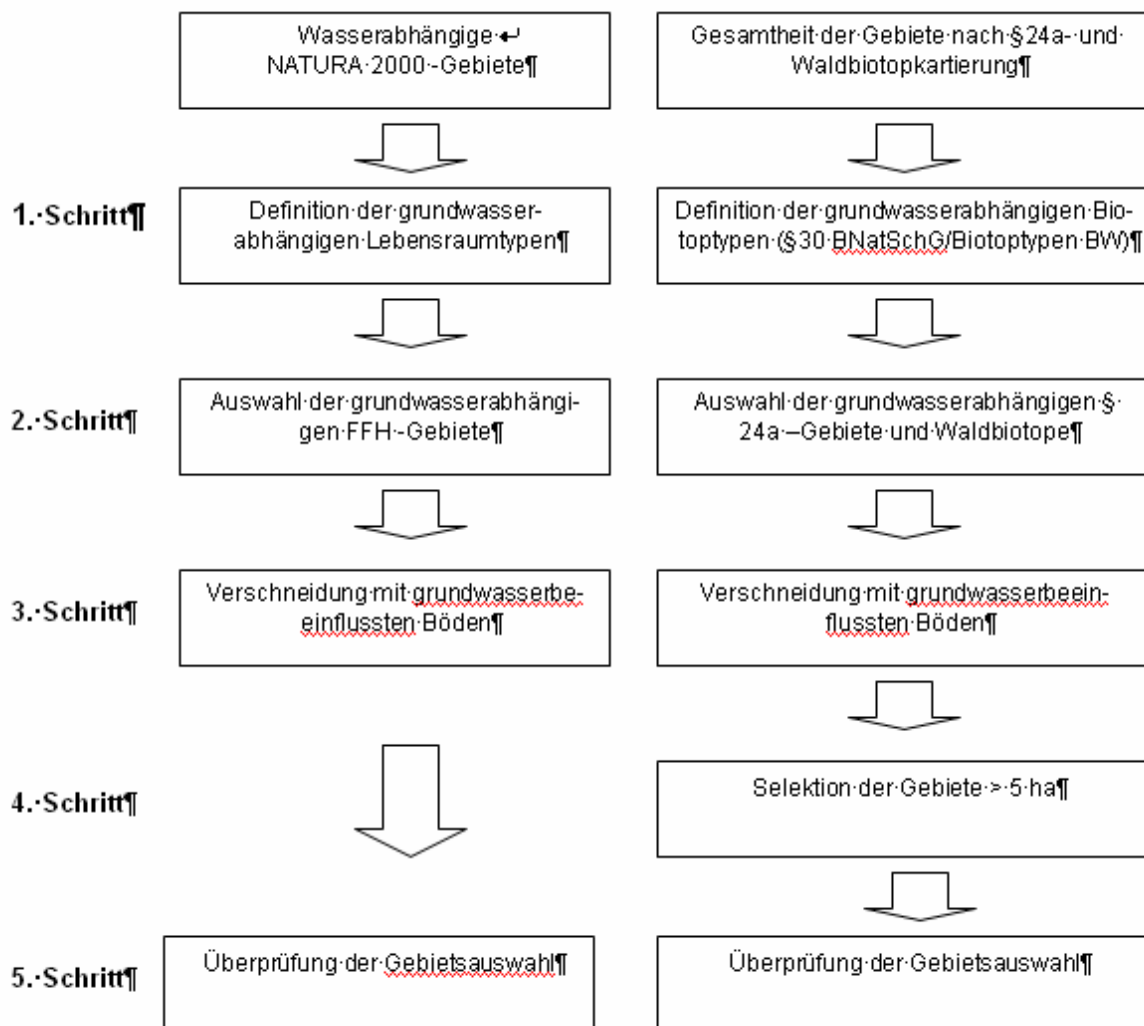 Wasserabhängige·↵
NATURA·2000·-Gebiete¶
Gesamtheit·der·Gebiete·nach·§24a-·und·
Waldbiotopkartierung¶
1.·Schritt¶
Definition·der·grundwasser-
abhängigen·Lebensraumtypen¶
Definition·der·grundwasserabhängigen·Bio-
toptypen·(§30·BNatSchG/Biotoptypen·BW)¶
2.·Schritt¶
Auswahl·der·grundwasserabhängi-
gen·FFH·-Gebiete¶
Auswahl·der·grundwasserabhängigen·§·
24a·–Gebiete·und·Waldbiotope¶
3.·Schritt¶
Verschneidung·mit·grundwasserbe-
einflussten·Böden¶
Verschneidung·mit·grundwasserbeein-
flussten·Böden¶
4.·Schritt¶
Selektion·der·Gebiete·>·5·ha¶
5.·Schritt¶
Überprüfung·der·Gebietsauswahl¶
Überprüfung·der·Gebietsauswahl¶